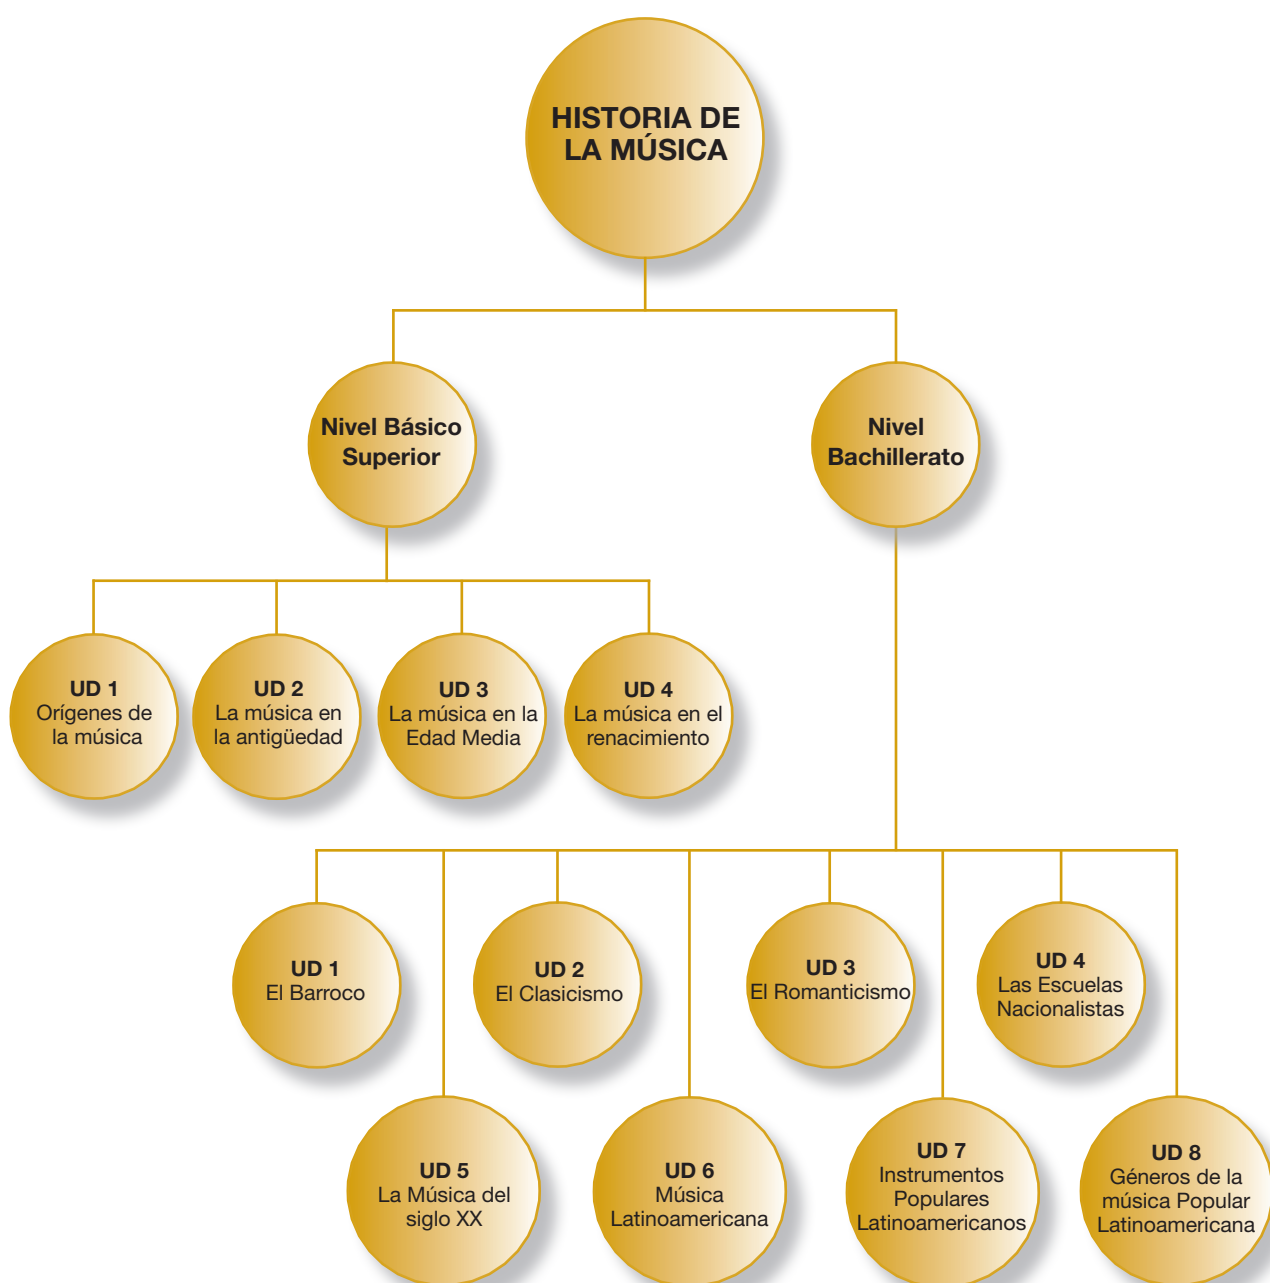 HISTORIA DE
LA MÚSICA
Nivel Básico
Superior
Nivel
Bachillerato
UD 1
Orígenes de
la música
UD 2
La música en
la antigüedad
UD 3
La música en la
Edad Media
UD 4
La música en el
renacimiento
UD 1
El Barroco
UD 2
El Clasicismo
UD 3
El Romanticismo
UD 4
Las Escuelas
Nacionalistas
UD 5
La Música del
siglo XX
UD 6
Música
Latinoamericana
UD 7
Instrumentos
Populares
Latinoamericanos
UD 8
Géneros de la
música Popular
Latinoamericana